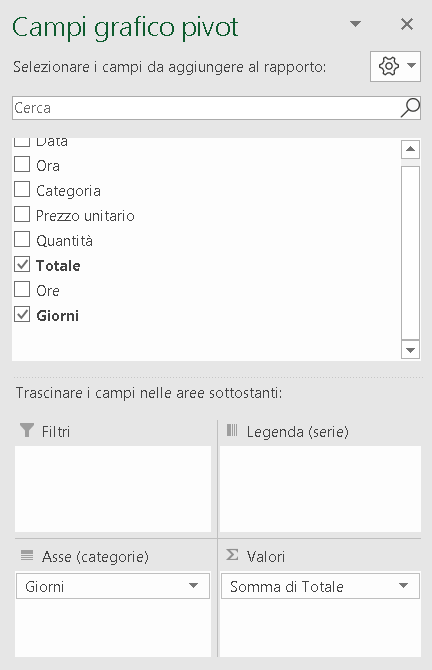 Campi grafico pivot
Selezionare i campi da aggiungere al rapporto:
Cerca
Data
Ora
Categoria
Prezzo unitario
Quantità
Totale
Ore
Giorni
Trascinare i campi nelle aree sottostanti:
Filtri
Legenda (serie)
Asse (categorie)
Valori
Giorni
Somma di Totale